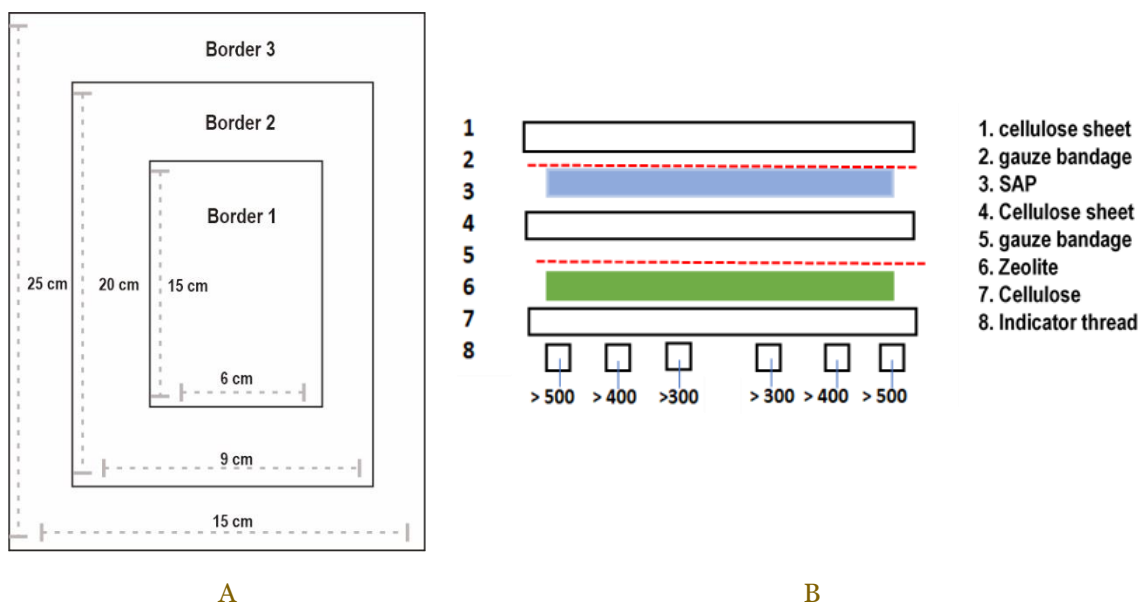 Border 3
Border 2
Border 1
25 cm
20 cm
15 cm
6 cm
9 cm
15 cm
A
1
2
3
4
5
6
7
8
> 500
> 400
>300
> 300
> 400
> 500
1. cellulose sheet
2. gauze bandage
3. SAP
4. Cellulose sheet
5. gauze bandage
6. Zeolite
7. Cellulose
8. Indicator thread
B